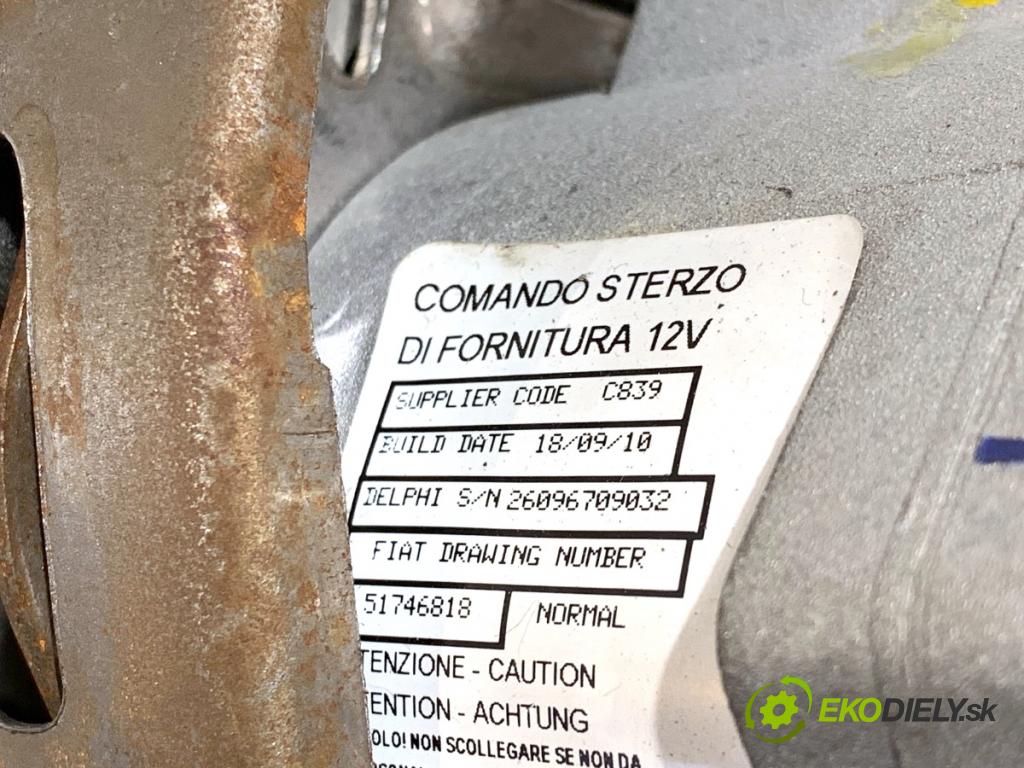 COMANDO STERZO
DI FORNITURA 12V
SUPPLIER CODE C839
BUILD DATE 18/09/10
DELPHI S/N 26096709032
FIAT DRAWING NUMBER
51746818 NORMAL
TENZIONE - CAUTION
TENTION - ACHTUNG
OLO! NON SCOLLEGARE SE NON DA
EKODIELY.sk